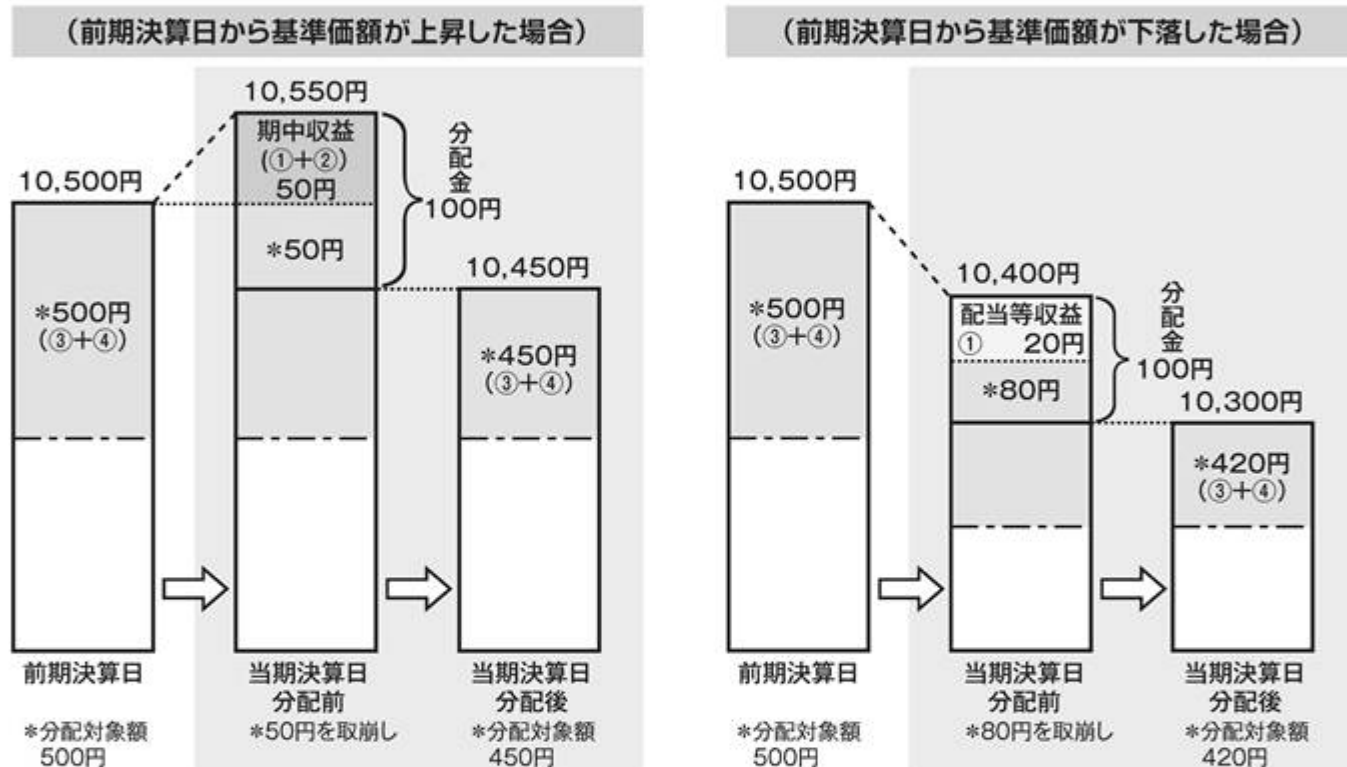 (前期決算日から基準価額が上昇した場合)
10,500円
*500円
(③+④)
前期決算日
*分配対象額
500円
10,550円
期中収益
(①+②)
50円
*50円
分配金
100円
当期決算日
分配前
*50円を取崩し
10,450円
*450円
(③+④)
当期決算日
分配後
*分配対象額
450円
(前期決算日から基準価額が下落した場合)
10,500円
*500円
(③+④)
前期決算日
*分配対象額
500円
10,400円
配当等収益
① 20円
*80円
分配金
100円
当期決算日
分配前
*80円を取崩し
10,300円
*420円
(③+④)
当期決算日
分配後
*分配対象額
420円